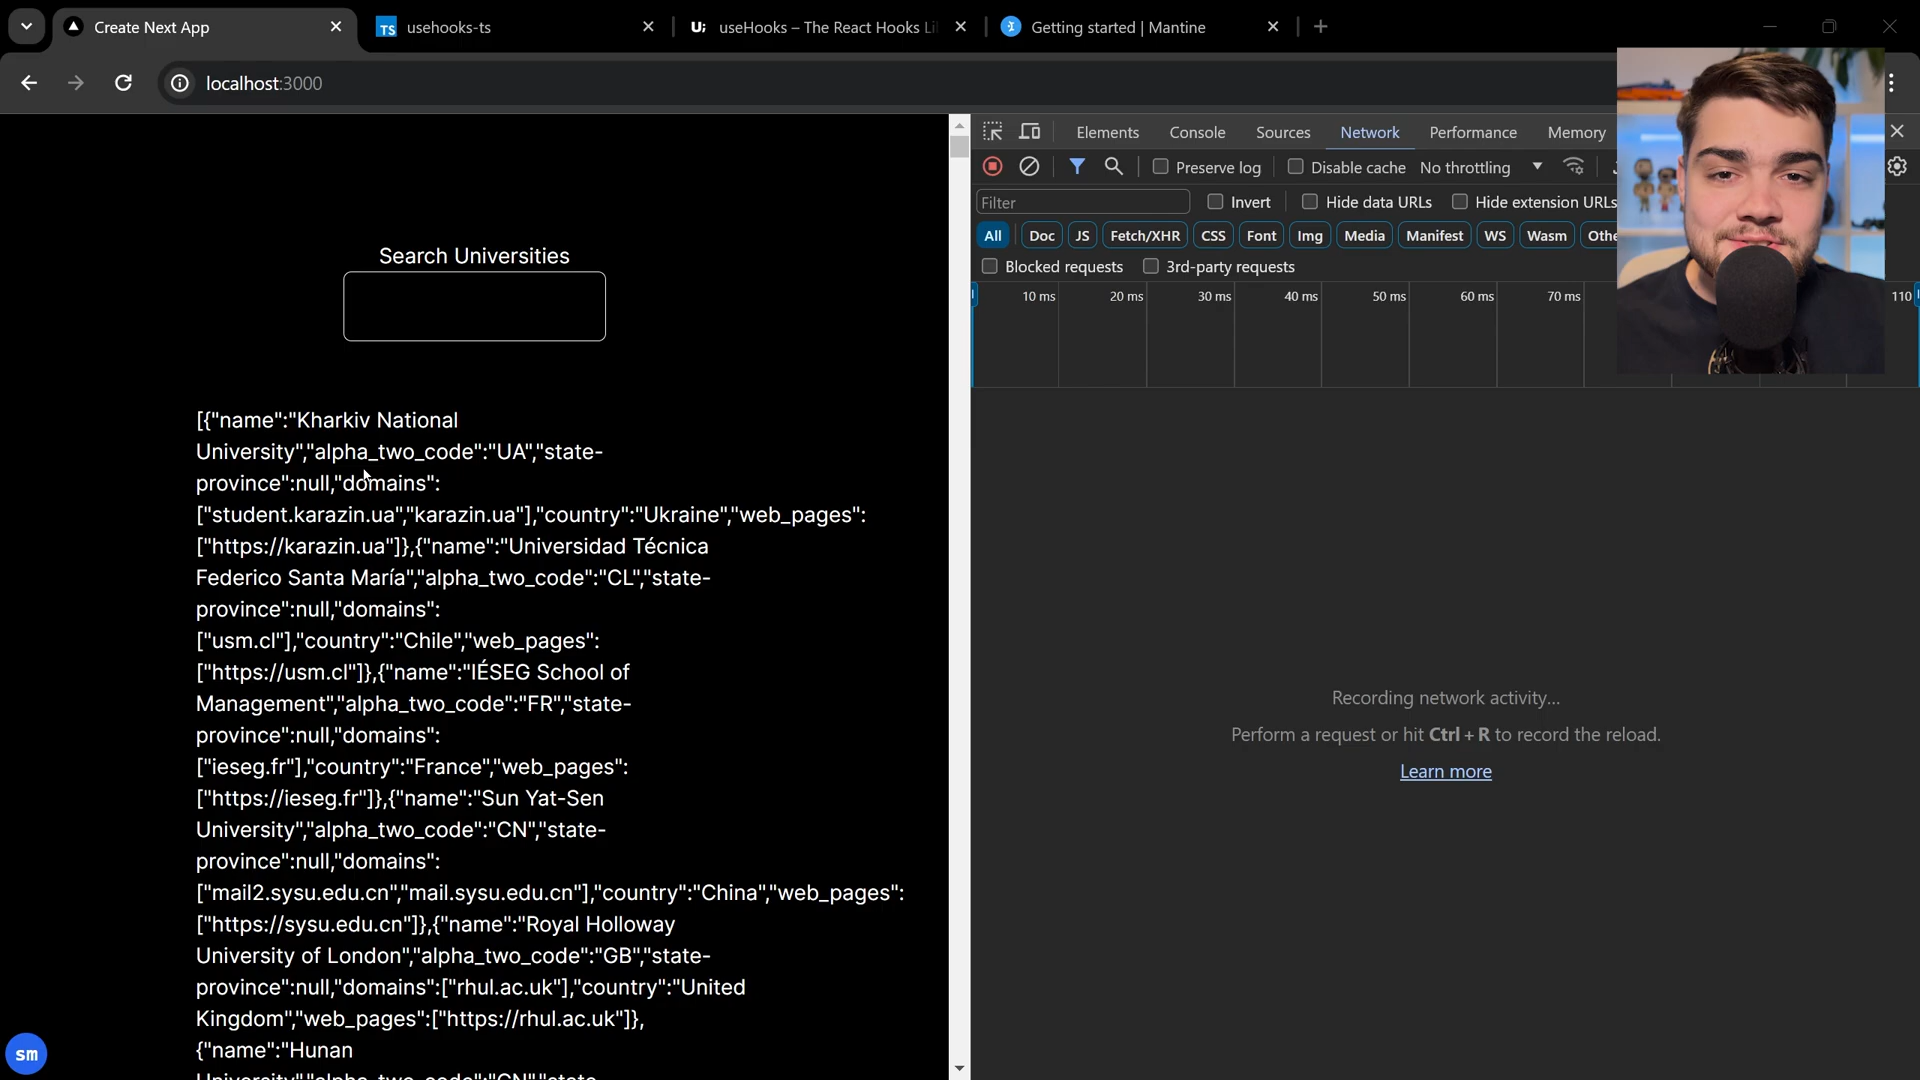 Create Next App
TS usehooks-ts
U; useHooks – The React Hooks Li
Getting started | Mantine
localhost:3000
Elements Console Sources Network Performance Memory
Preserve log Disable cache No throttling
Filter Invert Hide data URLs Hide extension URLs
All Doc JS Fetch/XHR CSS Font Img Media Manifest WS Wasm Othe
Blocked requests 3rd-party requests
10 ms 20 ms 30 ms 40 ms 50 ms 60 ms 70 ms 110
Search Universities
[{"name":"Kharkiv National
University","alpha_two_code":"UA","state-
province":null,"domains":
["student.karazin.ua","karazin.ua"],"country":"Ukraine","web_pages":
["https://karazin.ua"]},{"name":"Universidad Técnica
Federico Santa María","alpha_two_code":"CL","state-
province":null,"domains":
["usm.cl"],"country":"Chile","web_pages":
["https://usm.cl"]},{"name":"IÉSEG School of
Management","alpha_two_code":"FR","state-
province":null,"domains":
["ieseg.fr"],"country":"France","web_pages":
["https://ieseg.fr"]},{"name":"Sun Yat-Sen
University","alpha_two_code":"CN","state-
province":null,"domains":
["mail2.sysu.edu.cn","mail.sysu.edu.cn"],"country":"China","web_pages":
["https://sysu.edu.cn"]},{"name":"Royal Holloway
University of London","alpha_two_code":"GB","state-
province":null,"domains":["rhul.ac.uk"],"country":"United
Kingdom","web_pages":["https://rhul.ac.uk"]},
{"name":"Hunan
University","alpha_two_code":"CN","state-
Recording network activity…
Perform a request or hit Ctrl + R to record the reload.
Learn more
sm